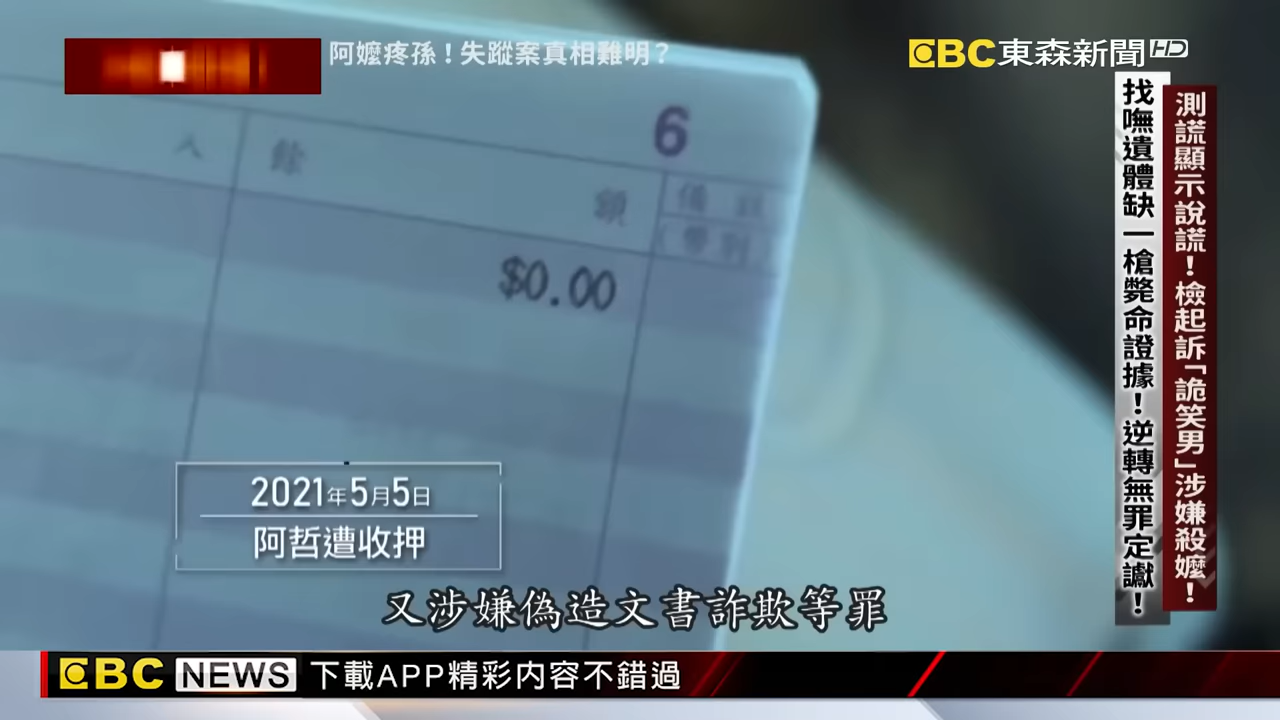 阿嬤疼孫！失蹤案真相難明？
EBC東森新聞HD
測謊顯示說謊！檢起訴「詭笑男」涉嫌殺嬤！
找嘸遺體缺一槍斃命證據！逆轉無罪定讞！
6
人
餘 額
備 註
$0.00
2021年5月5日
阿哲遭收押
又涉嫌偽造文書詐欺等罪
EBC NEWS 下載APP精彩內容不錯過